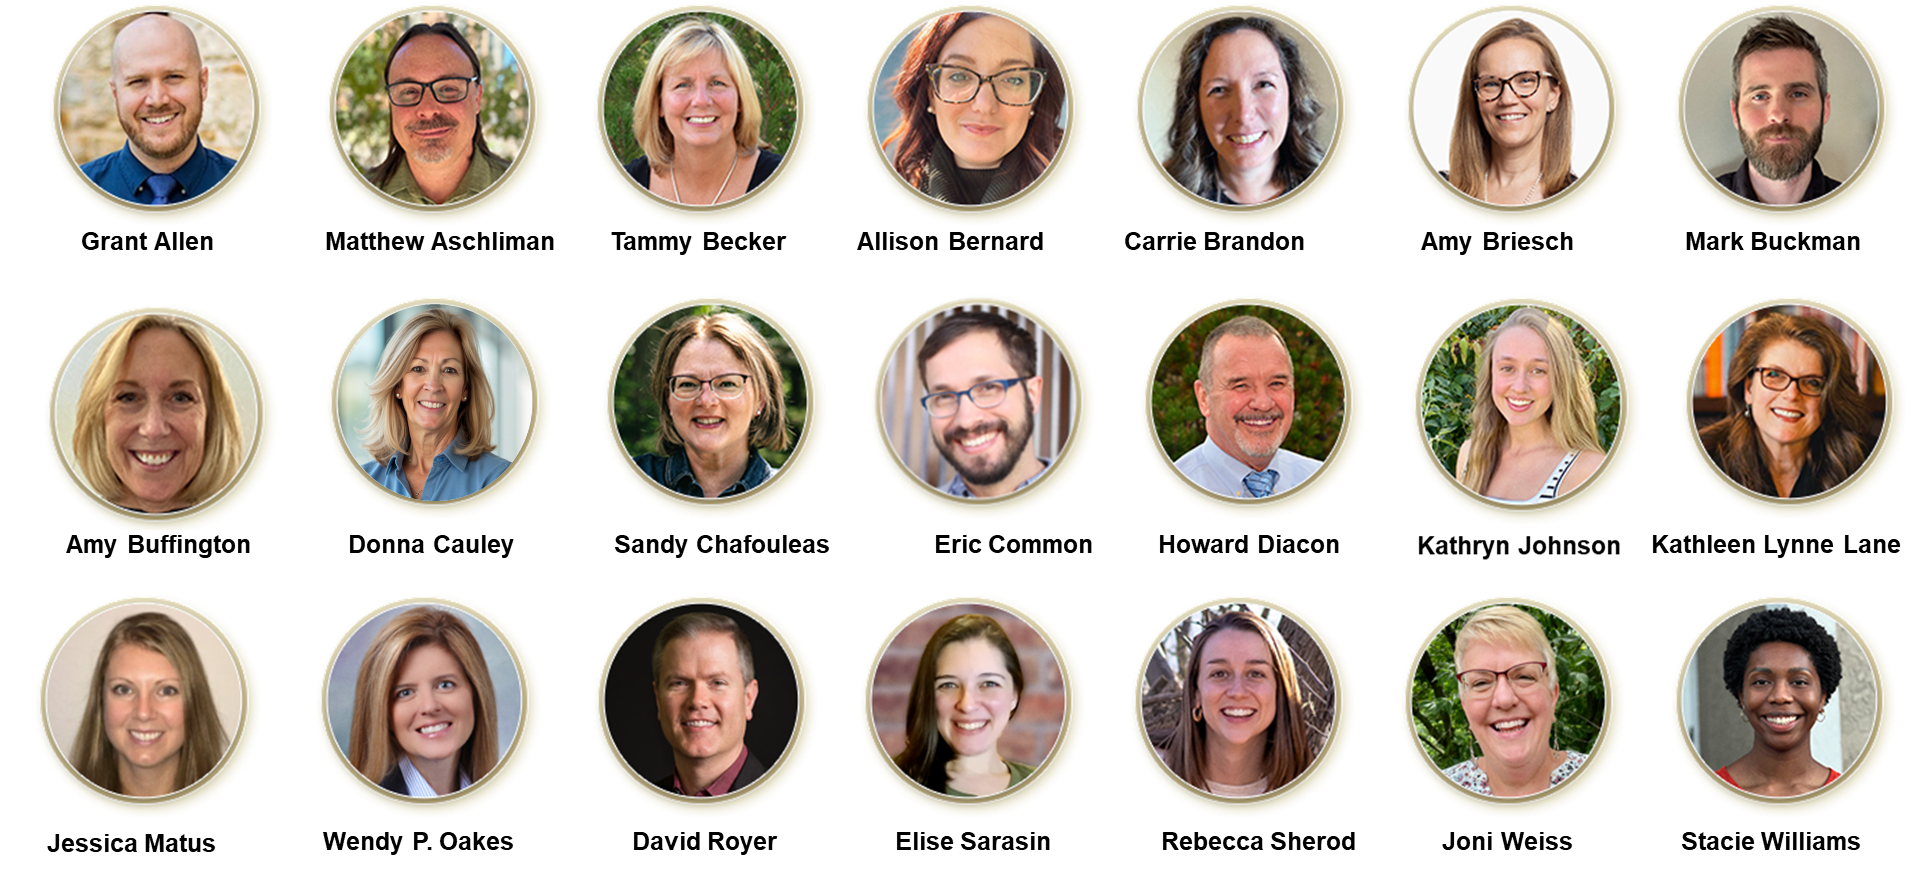 Grant Allen
Matthew Aschliman
Tammy Becker
Allison Bernard
Carrie Brandon
Amy Briesch
Mark Buckman
Amy Buffington
Donna Cauley
Sandy Chafouleas
Eric Common
Howard Diacon
Kathryn Johnson
Kathleen Lynne Lane
Jessica Matus
Wendy P. Oakes
David Royer
Elise Sarasin
Rebecca Sherod
Joni Weiss
Stacie Williams